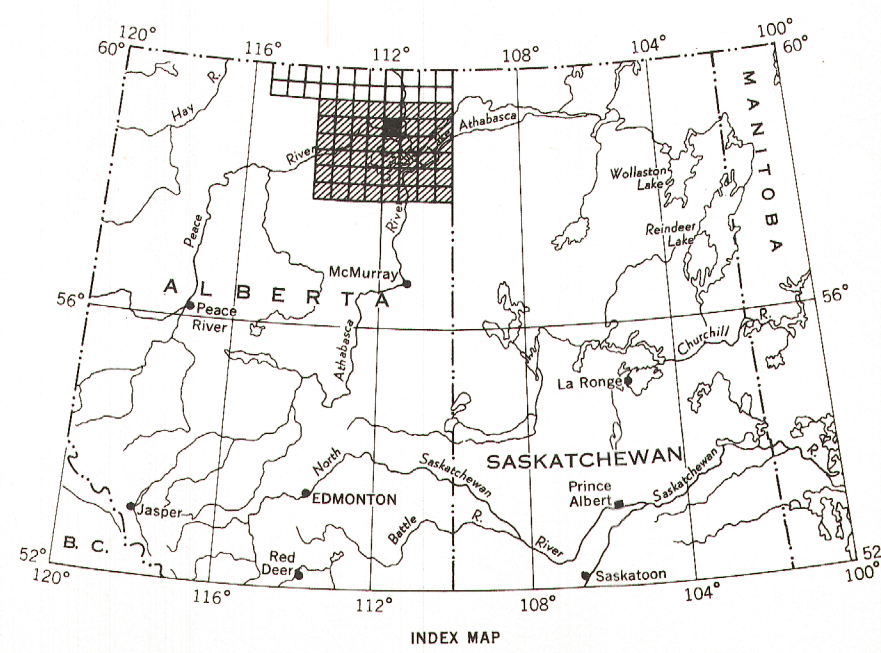 120°
116°
112°
108°
104°
100°
60°
60°
Hay
R.
MANITOBA
Athabasca
River
Wollaston
Lake
River
Reindeer
Lake
Peace
McMurray
ALBERTA
56°
56°
Peace
River
R.
Churchill
Athabasca
La Ronge
North
Saskatchewan
SASKATCHEWAN
Saskatchewan
R.
Prince
Albert
EDMONTON
Jasper
Battle
R.
River
B. C.
Red
Deer
Saskatoon
52°
52
120°
116°
112°
108°
104°
100°
INDEX MAP